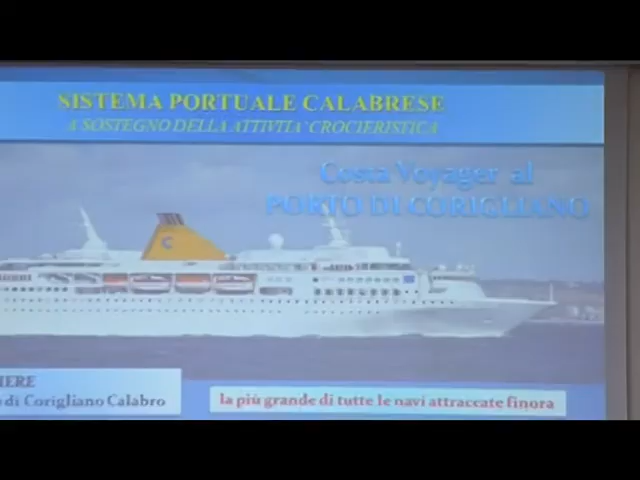 SISTEMA PORTUALE CALABRESE
A SOSTEGNO DELLA ATTIVITA' CROCIERISTICA
Costa Voyager al
PORTO DI CORIGLIANO
C
di Corigliano Calabro
la più grande di tutte le navi attraccate finora